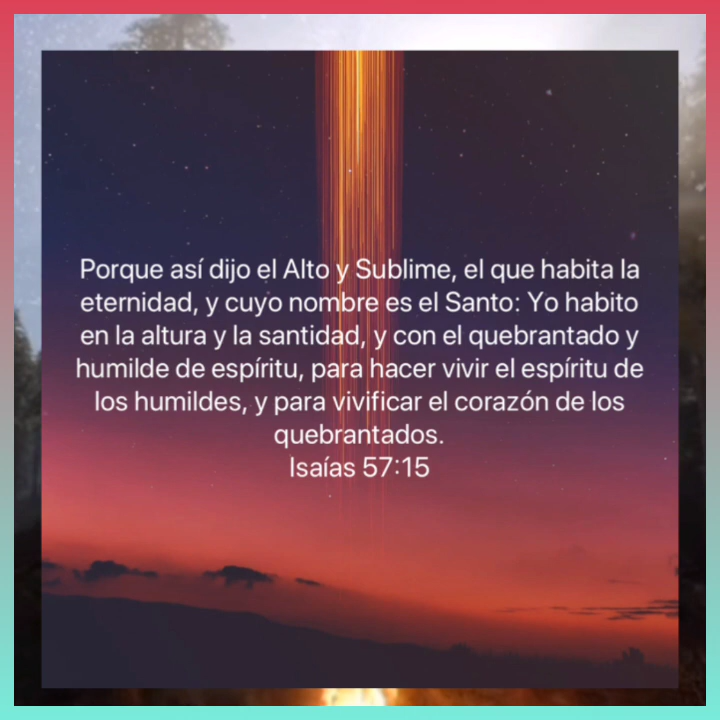 Porque así dijo el Alto y Sublime, el que habita la
eternidad, y cuyo nombre es el Santo: Yo habito
en la altura y la santidad, y con el quebrantado y
humilde de espíritu, para hacer vivir el espíritu de
los humildes, y para vivificar el corazón de los
quebrantados.
Isaías 57:15